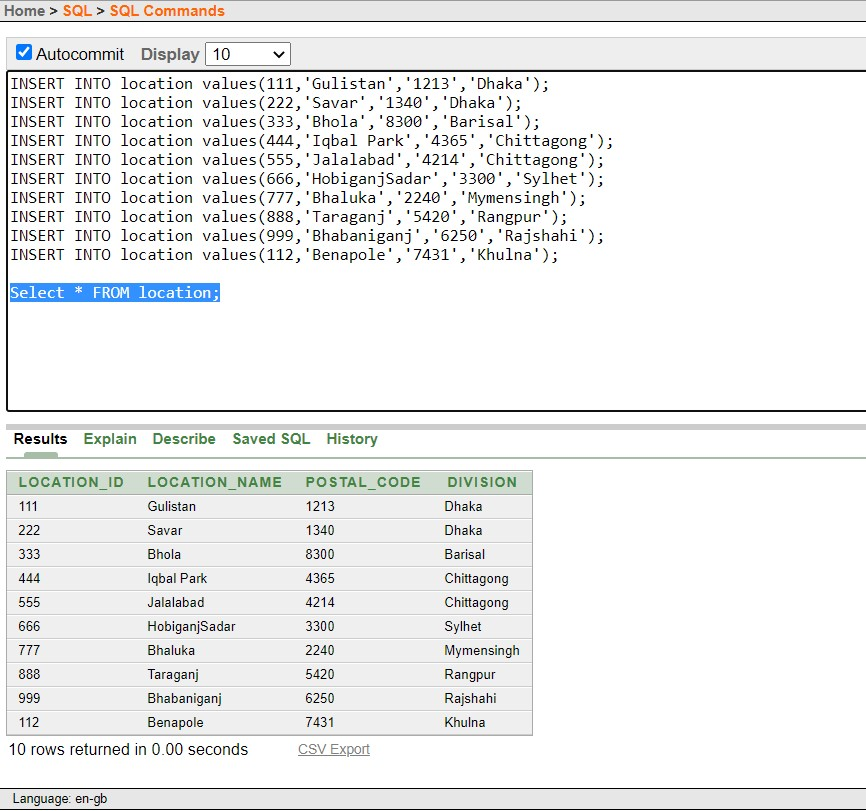 Home > SQL > SQL Commands
Autocommit Display 10
INSERT INTO location values(111,'Gulistan','1213','Dhaka');
INSERT INTO location values(222,'Savar','1340','Dhaka');
INSERT INTO location values(333,'Bhola','8300','Barisal');
INSERT INTO location values(444,'Iqbal Park','4365','Chittagong');
INSERT INTO location values(555,'Jalalabad','4214','Chittagong');
INSERT INTO location values(666,'HobiganjSadar','3300','Sylhet');
INSERT INTO location values(777,'Bhaluka','2240','Mymensingh');
INSERT INTO location values(888,'Taraganj','5420','Rangpur');
INSERT INTO location values(999,'Bhabaniganj','6250','Rajshahi');
INSERT INTO location values(112,'Benapole','7431','Khulna');
Select * FROM location;
Results Explain Describe Saved SQL History
LOCATION_ID LOCATION_NAME POSTAL_CODE DIVISION
111 Gulistan 1213 Dhaka
222 Savar 1340 Dhaka
333 Bhola 8300 Barisal
444 Iqbal Park 4365 Chittagong
555 Jalalabad 4214 Chittagong
666 HobiganjSadar 3300 Sylhet
777 Bhaluka 2240 Mymensingh
888 Taraganj 5420 Rangpur
999 Bhabaniganj 6250 Rajshahi
112 Benapole 7431 Khulna
10 rows returned in 0.00 seconds CSV Export
Language: en-gb